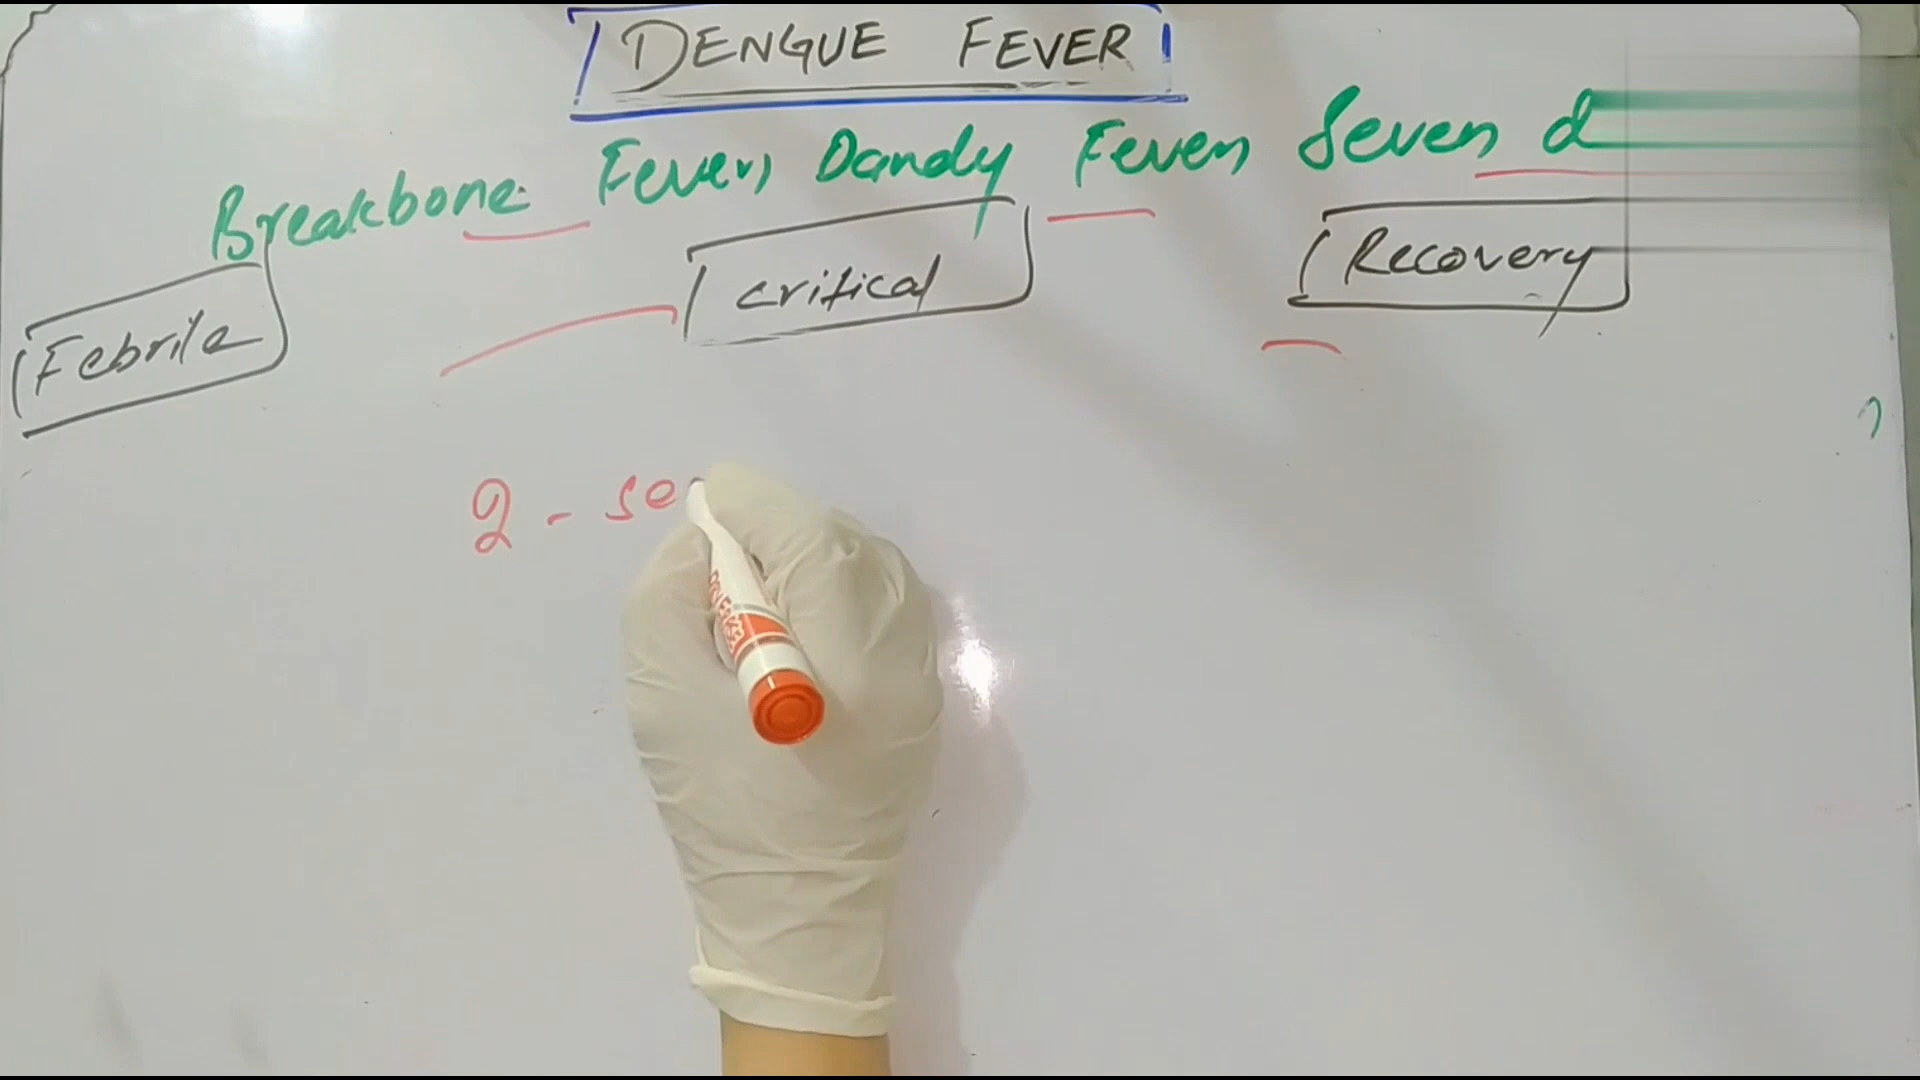 DENGUE FEVER
Breakbone Fever, Dandy Fever, Seven d
Febrile critical Recovery
2 - se